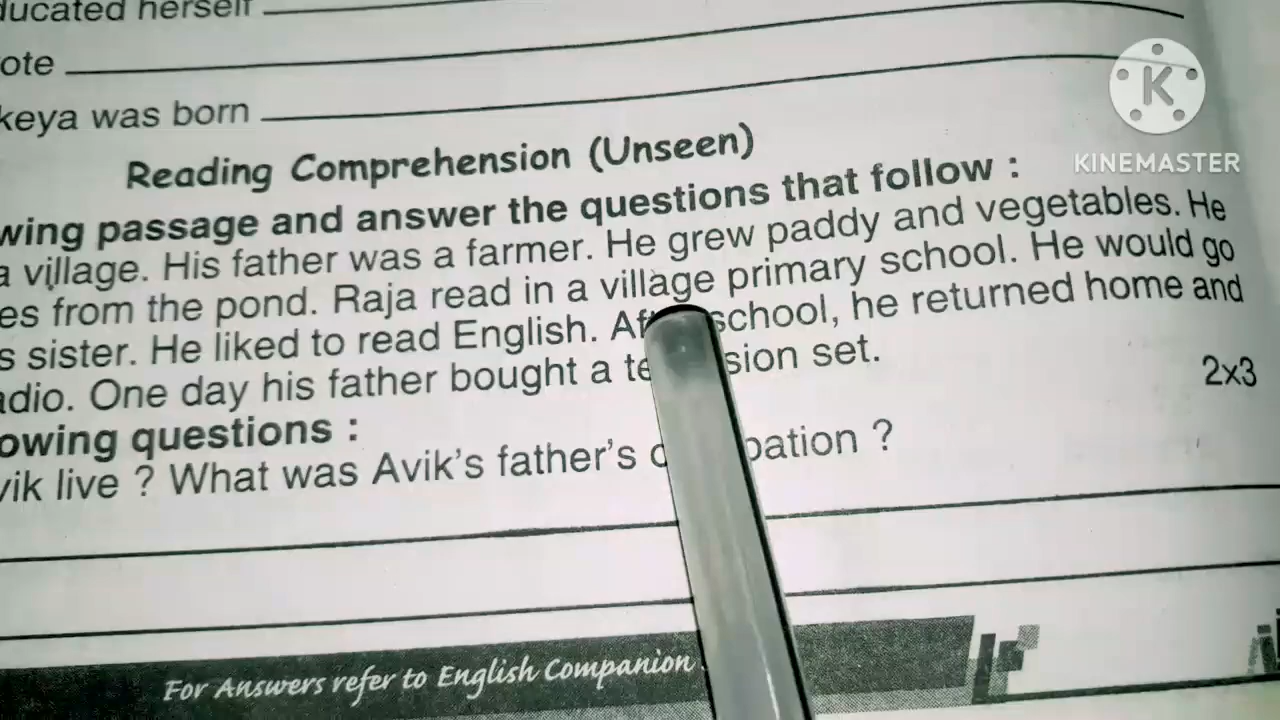 ducated herself
ote
keya was born
K
KINEMASTER
Reading Comprehension (Unseen)
wing passage and answer the questions that follow :
a village. His father was a farmer. He grew paddy and vegetables. He
es from the pond. Raja read in a village primary school. He would go
s sister. He liked to read English. school, he returned home and
adio. One day his father bought a set.
2x3
owing questions :
vik live ? What was Avik's father's ?
For Answers refer to English Companion